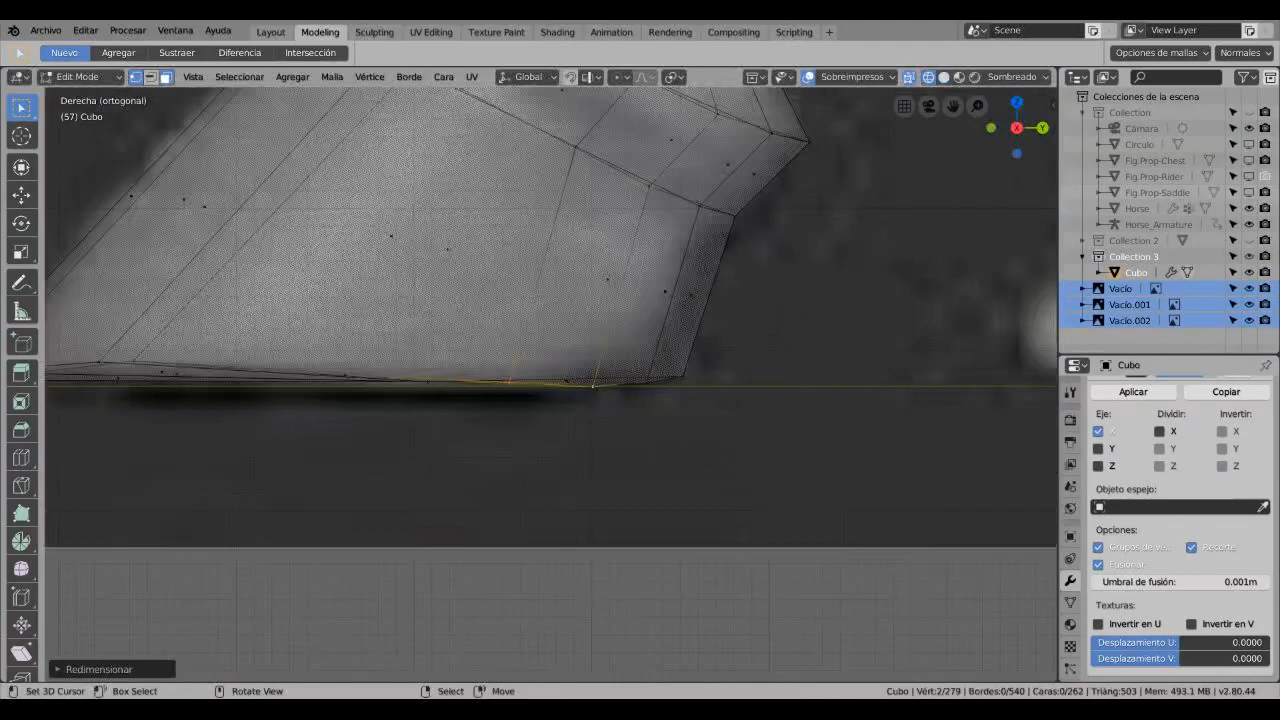 Archivo Editar Procesar Ventana Ayuda Layout Modeling Sculpting UV Editing Texture Paint Shading Animation Rendering Compositing Scripting + Scene View Layer
Nuevo Agregar Sustraer Diferencia Intersección Opciones de mallas Normales
Edit Mode Vista Seleccionar Agregar Malla Vértice Borde Cara UV Global Sobreimpresos Sombreado
Derecha (ortogonal)
(57) Cubo
Z
X
Y
Colecciones de la escena
Collection
Cámara
Círculo
Fig.Prop-Chest
Fig.Prop-Rider
Fig.Prop-Saddle
Horse
Horse_Armature
Collection 2
Collection 3
Cubo
Vacío
Vacío.001
Vacío.002
Cubo
Aplicar Copiar
Eje: Dividir: Invertir:
X X X
Y Y Y
Z Z Z
Objeto espejo:
Opciones:
Grupos de ve.. Recorte
Fusionar
Umbral de fusión: 0.001m
Texturas:
Invertir en U Invertir en V
Desplazamiento U: 0.0000
Desplazamiento V: 0.0000
Redimensionar
Set 3D Cursor Box Select Rotate View Select Move Cubo | Vért:2/279 | Bordes:0/540 | Caras:0/262 | Triáng:503 | Mem: 493.1 MB | v2.80.44